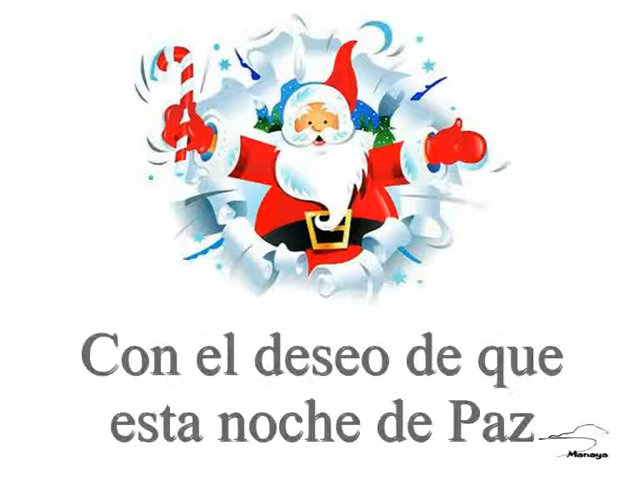 Con el deseo de que
esta noche de Paz
Manaya